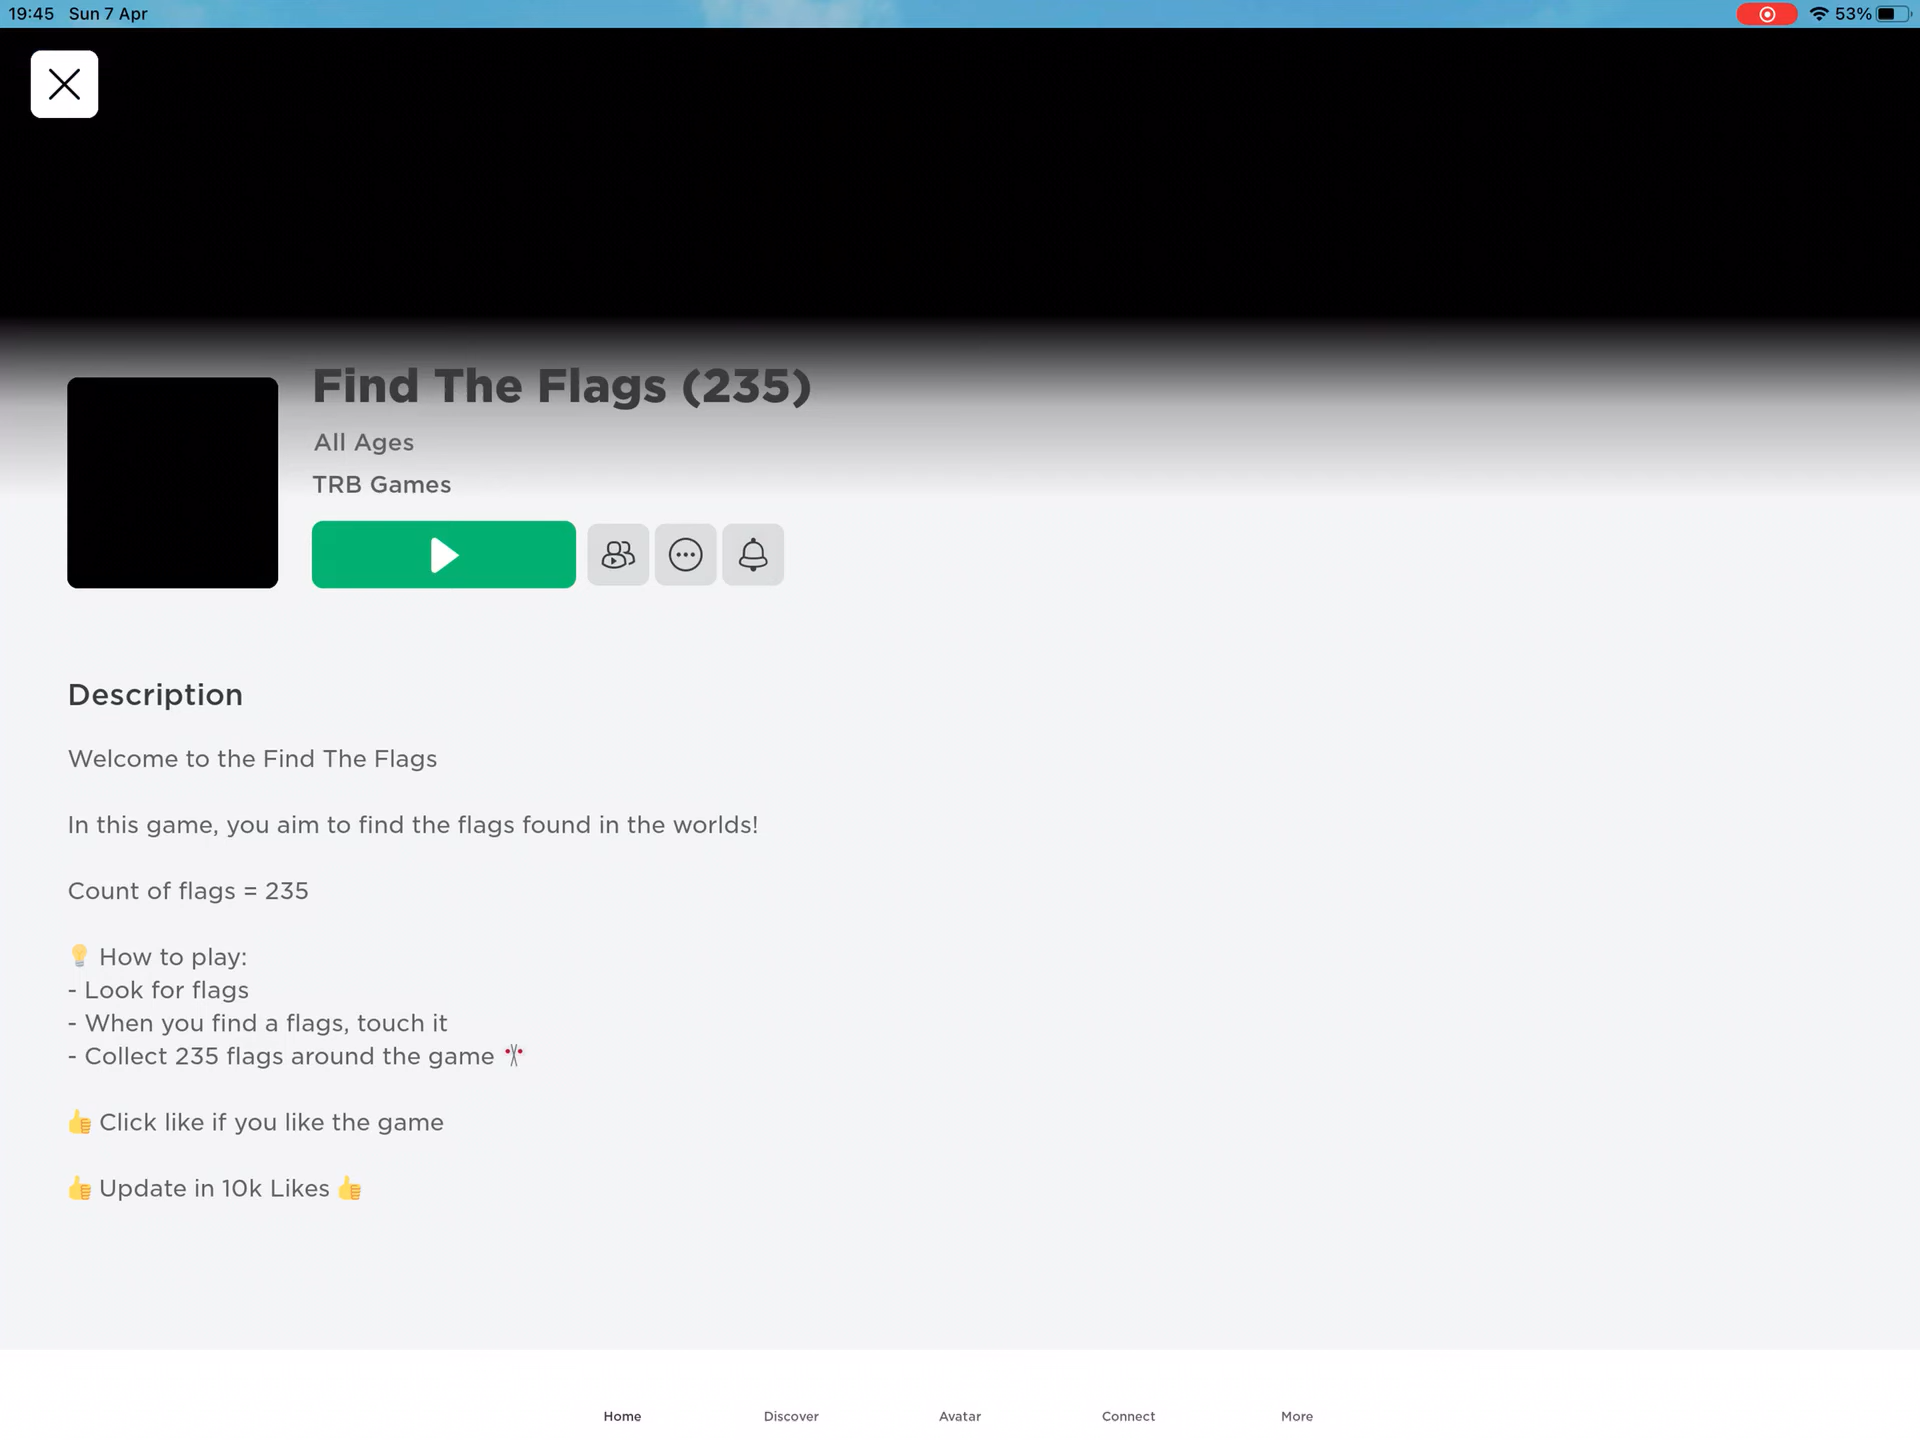 19:45 Sun 7 Apr
53%
Find The Flags (235)
All Ages
TRB Games
Description
Welcome to the Find The Flags
In this game, you aim to find the flags found in the worlds!
Count of flags = 235
💡 How to play:
- Look for flags
- When you find a flags, touch it
- Collect 235 flags around the game 🎌
👍 Click like if you like the game
👍 Update in 10k Likes 👍
Home Discover Avatar Connect More